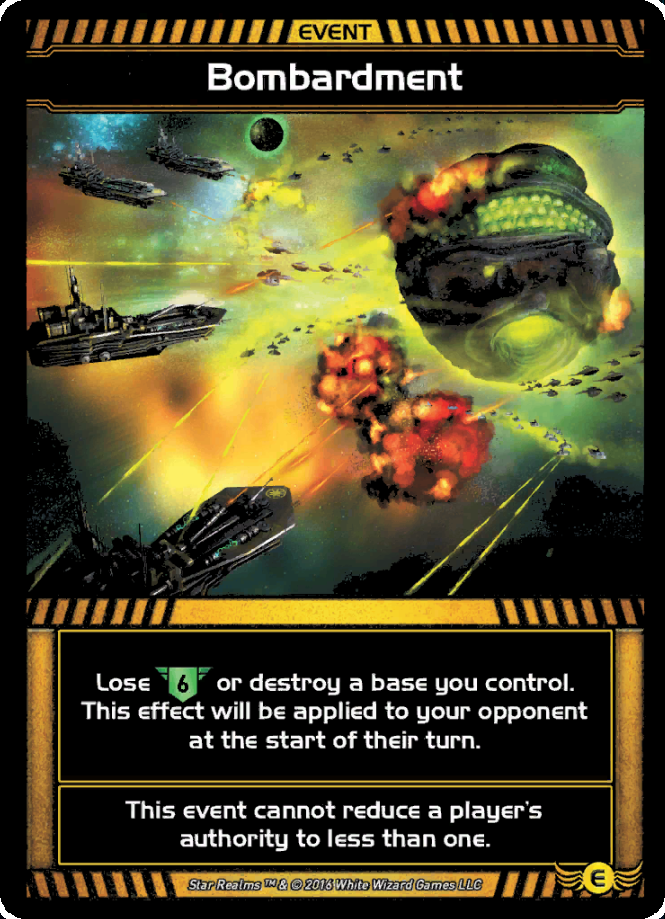 EVENT
Bombardment
Lose 6 or destroy a base you control.
This effect will be applied to your opponent
at the start of their turn.
This event cannot reduce a player's
authority to less than one.
Star Realms ™ & © 2016 White Wizard Games LLC
E